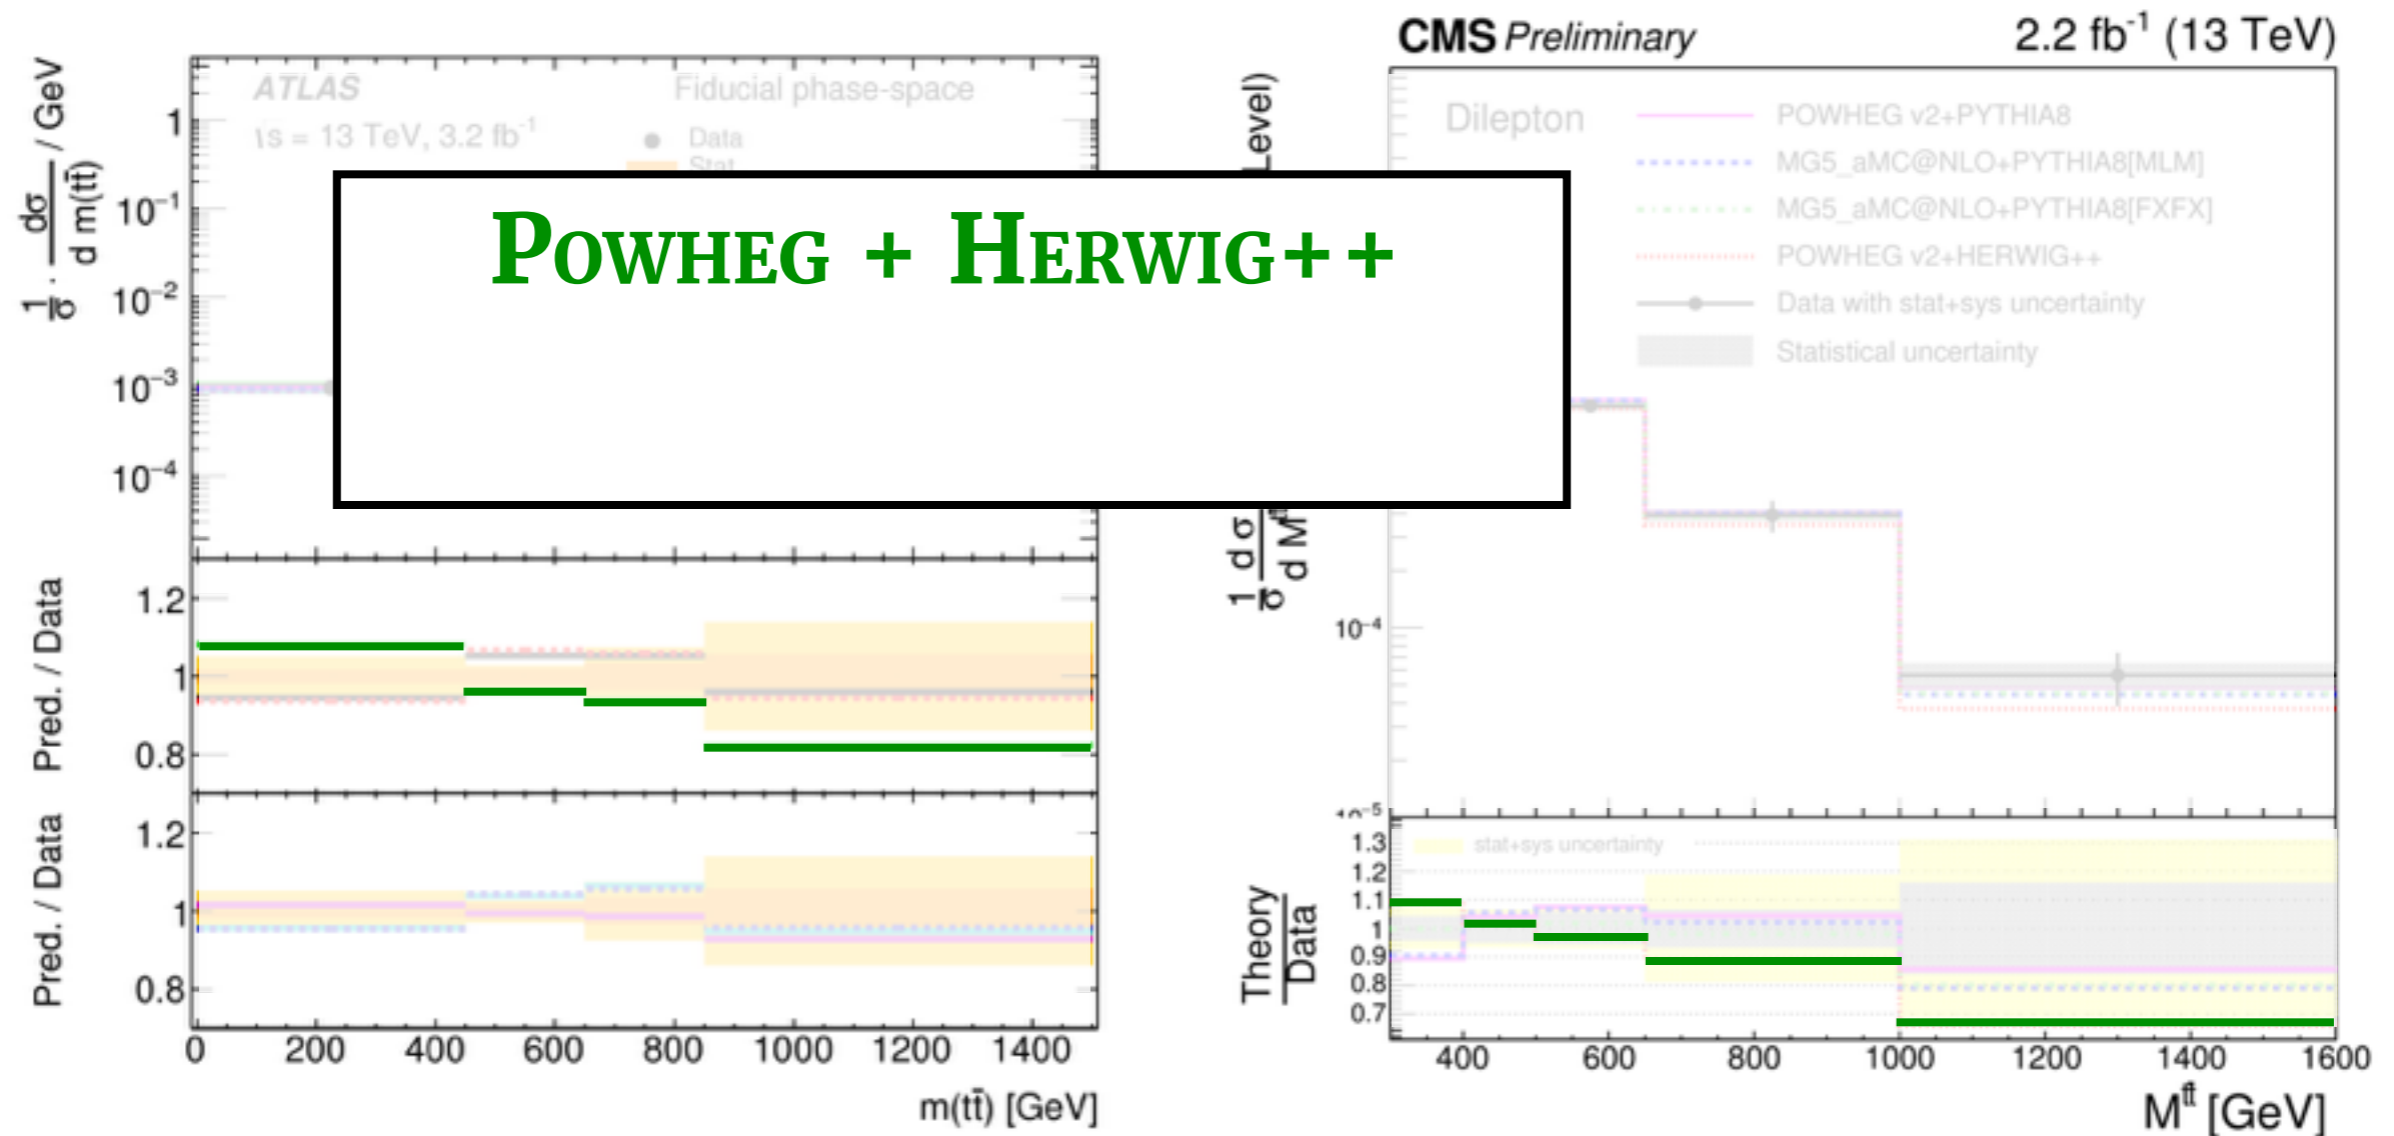 CMS Preliminary
2.2 fb⁻¹ (13 TeV)
ATLAS
Fiducial phase-space
√s = 13 TeV, 3.2 fb⁻¹
Data
Stat
POWHEG + HERWIG++
1/σ · dσ / d m(tt̄) / GeV
1
10⁻¹
10⁻²
10⁻³
10⁻⁴
Pred. / Data
1.2
1
0.8
Pred. / Data
1.2
1
0.8
0 200 400 600 800 1000 1200 1400
m(tt̄) [GeV]
Dilepton
POWHEG v2+PYTHIA8
MG5_aMC@NLO+PYTHIA8[MLM]
MG5_aMC@NLO+PYTHIA8[FXFX]
POWHEG v2+HERWIG++
Data with stat+sys uncertainty
Statistical uncertainty
Level)
1/σ dσ / d M
10⁻⁴
stat+sys uncertainty
Theory
Data
1.3
1.2
1.1
1
0.9
0.8
0.7
400 600 800 1000 1200 1400 1600
M^tt̄ [GeV]